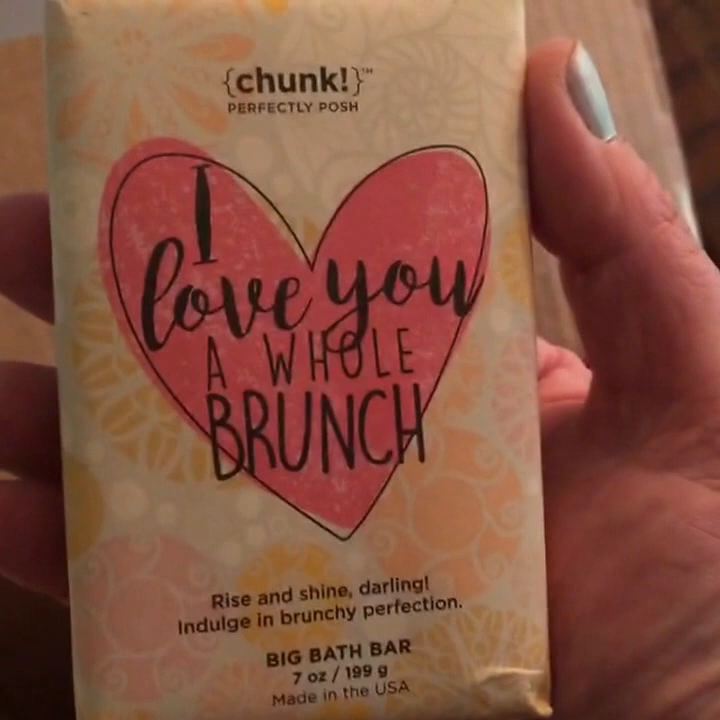 {chunk!}™
PERFECTLY POSH
I
love you
A WHOLE
BRUNCH
Rise and shine, darling!
Indulge in brunchy perfection.
BIG BATH BAR
7 oz / 199 g
Made in the USA